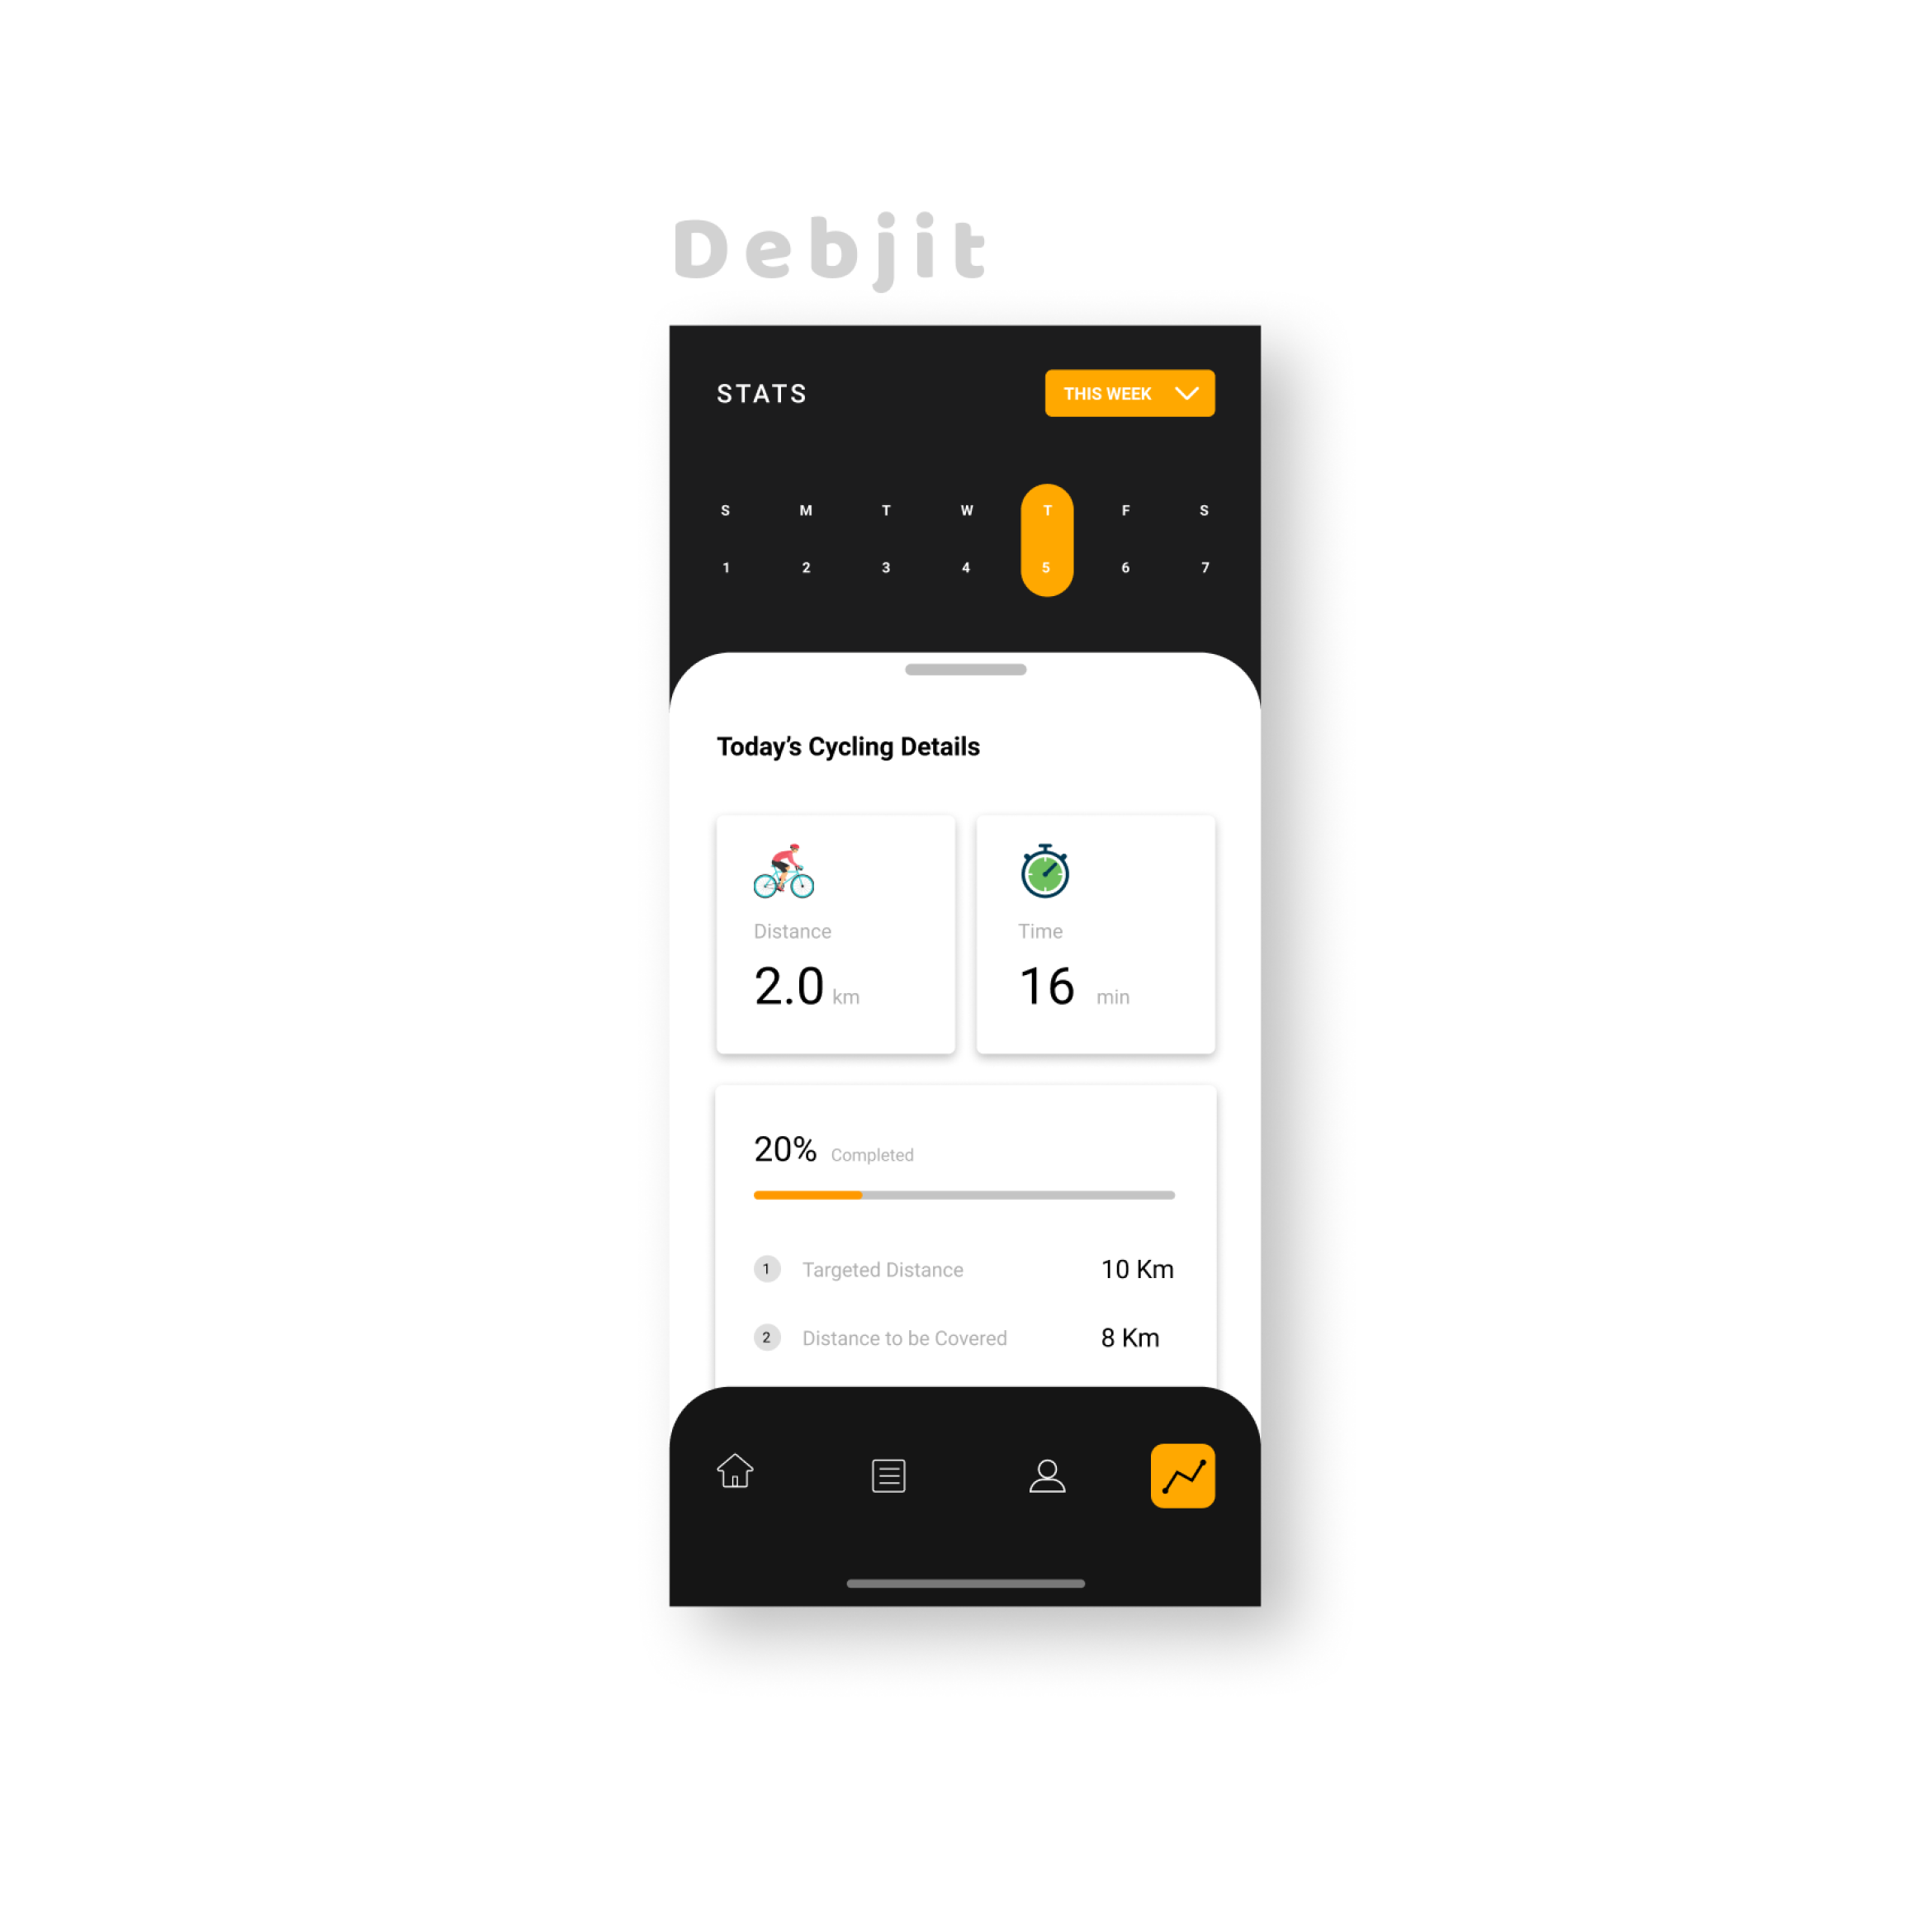 Debjit
STATS
THIS WEEK
S M T W T F S
1 2 3 4 5 6 7
Today’s Cycling Details
Distance
2.0 km
Time
16 min
20% Completed
1 Targeted Distance 10 Km
2 Distance to be Covered 8 Km